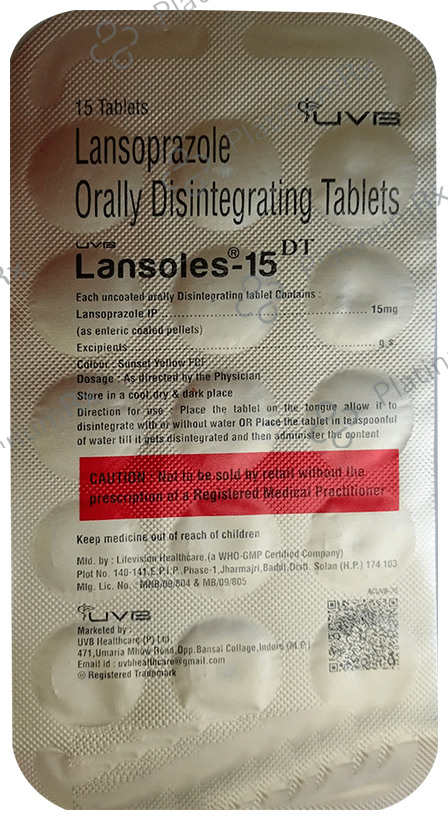 15 Tablets
UVB
Lansoprazole
Orally Disintegrating Tablets
UVB
Lansoles®-15 DT
Each uncoated orally Disintegrating tablet Contains :
Lansoprazole IP........................................15mg
(as enteric coated pellets)
Excipients ........................................ q.s.
Colour : Sunset Yellow FCF
Dosage : As directed by the Physician
Store in a cool,dry & dark place
Direction for use : Place the tablet on the tongue allow it to
disintegrate with or without water OR Place the tablet in teaspoonful
of water till it gets disintegrated and then administer the content
CAUTION : Not to be sold by retail without the
prescription of a Registered Medical Practitioner
Keep medicine out of reach of children
Mfd. by : Lifevision Healthcare.(a WHO-GMP Certified Company)
Plot No. 140-141,E.P.I.P.,Phase-1,Jharmajri,Baddi,Distt. Solan (H.P.) 174 103
Mfg. Lic. No. : MNB/09/804 & MB/09/805
ACUVB-20
UVB
Marketed by :
UVB Healthcare (P) Ltd.
471,Umaria Mhow Road,Opp.Bansal Collage,Indore (M.P.)
Email id : uvbhealthcare@gmail.com
® Registered Trademark